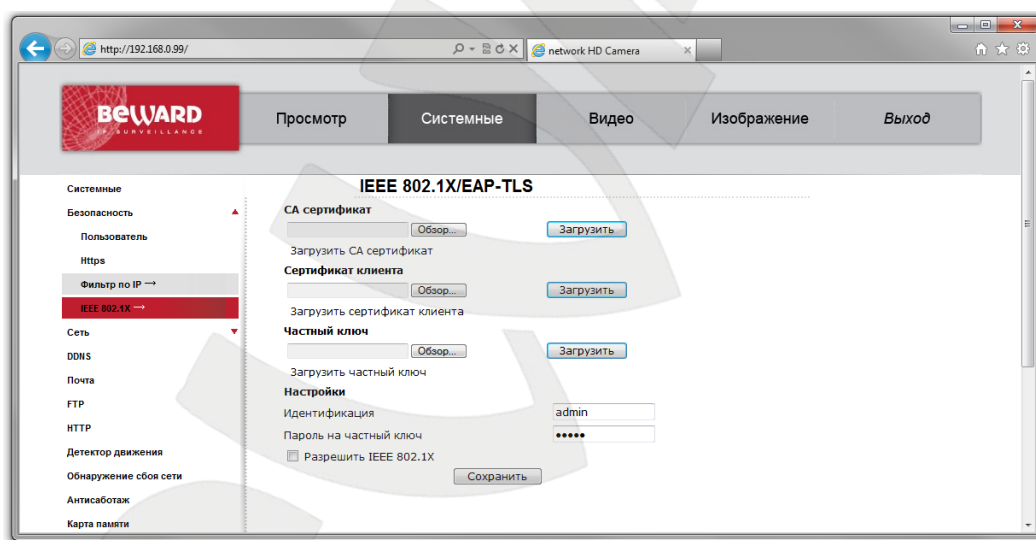 http://192.168.0.99/
network HD Camera
BEWARD
IP SURVEILLANCE
Просмотр
Системные
Видео
Изображение
Выход
Системные
Безопасность
Пользователь
Https
Фильтр по IP →
IEEE 802.1X →
Сеть
DDNS
Почта
FTP
HTTP
Детектор движения
Обнаружение сбоя сети
Антисаботаж
Карта памяти
IEEE 802.1X/EAP-TLS
CA сертификат
Обзор... Загрузить
Загрузить CA сертификат
Сертификат клиента
Обзор... Загрузить
Загрузить сертификат клиента
Частный ключ
Обзор... Загрузить
Загрузить частный ключ
Настройки
Идентификация admin
Пароль на частный ключ •••••
Разрешить IEEE 802.1X
Сохранить